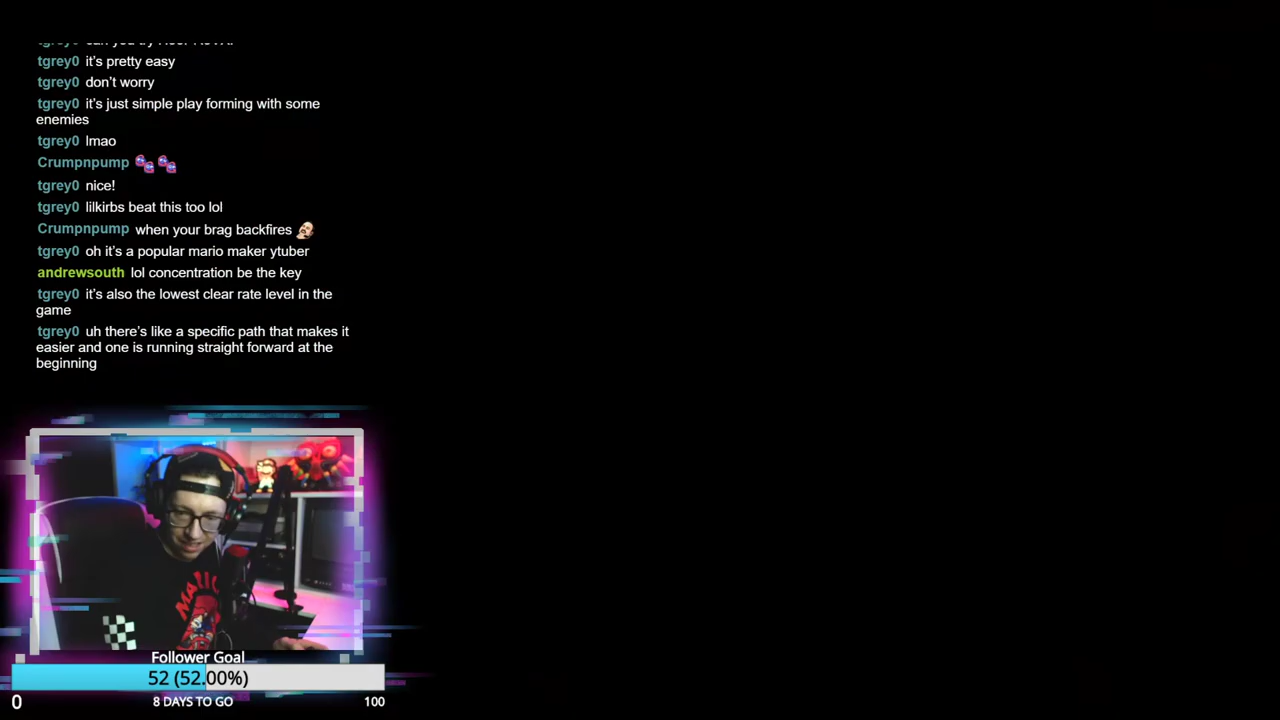 tgrey0 it's pretty easy
tgrey0 don't worry
tgrey0 it's just simple play forming with some
enemies
tgrey0 lmao
Crumpnpump
tgrey0 nice!
tgrey0 lilkirbs beat this too lol
Crumpnpump when your brag backfires
tgrey0 oh it's a popular mario maker ytuber
andrewsouth lol concentration be the key
tgrey0 it's also the lowest clear rate level in the
game
tgrey0 uh there's like a specific path that makes it
easier and one is running straight forward at the
beginning
MARIO
Follower Goal
52 (52.00%)
0 8 DAYS TO GO 100